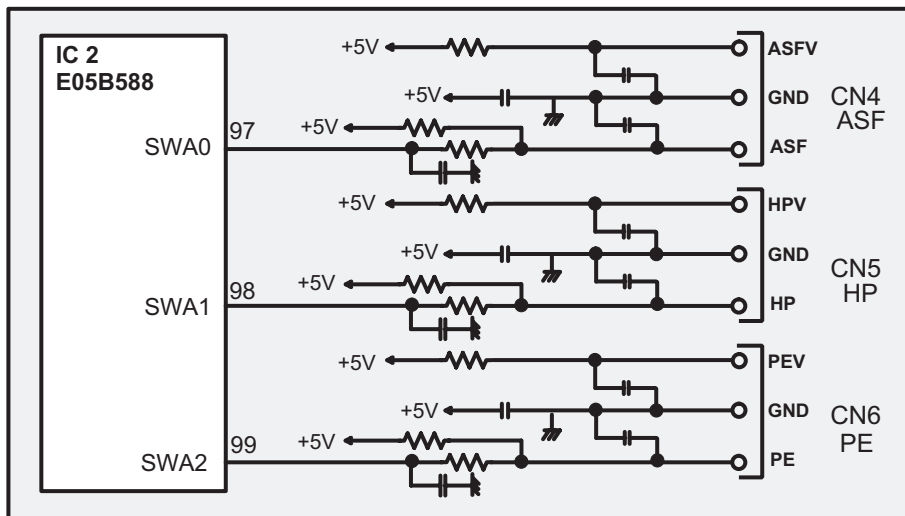 IC 2
E05B588
+5V
ASFV
+5V
GND
CN4
ASF
+5V
SWA0
97
ASF
+5V
HPV
+5V
GND
CN5
HP
+5V
SWA1
98
HP
+5V
PEV
+5V
GND
CN6
PE
+5V
SWA2
99
PE